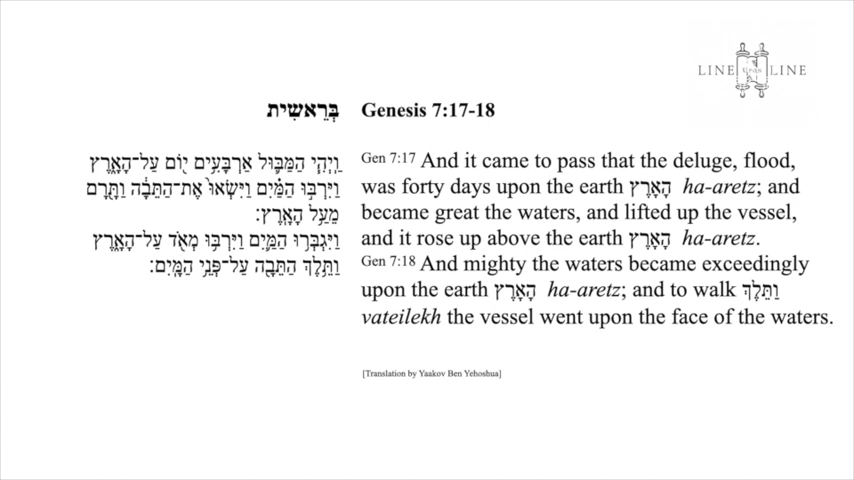 LINE UPON LINE
בְּרֵאשִׁית Genesis 7:17-18
וַֽיְהִ֧י הַמַּבּ֛וּל אַרְבָּעִ֥ים י֖וֹם עַל־הָאָ֑רֶץ
וַיִּרְבּ֣וּ הַמַּ֗יִם וַיִּשְׂאוּ֙ אֶת־הַתֵּבָ֔ה וַתָּ֖רָם
מֵעַ֥ל הָאָֽרֶץ׃
וַיִּגְבְּר֥וּ הַמַּ֛יִם וַיִּרְבּ֥וּ מְאֹ֖ד עַל־הָאָ֑רֶץ
וַתֵּ֥לֶךְ הַתֵּבָ֖ה עַל־פְּנֵ֥י הַמָּֽיִם׃
Gen 7:17 And it came to pass that the deluge, flood,
was forty days upon the earth הָאָרֶץ ha-aretz; and
became great the waters, and lifted up the vessel,
and it rose up above the earth הָאָרֶץ ha-aretz.
Gen 7:18 And mighty the waters became exceedingly
upon the earth הָאָרֶץ ha-aretz; and to walk וַתֵּלֶךְ
vateilekh the vessel went upon the face of the waters.
[Translation by Yaakov Ben Yehoshua]